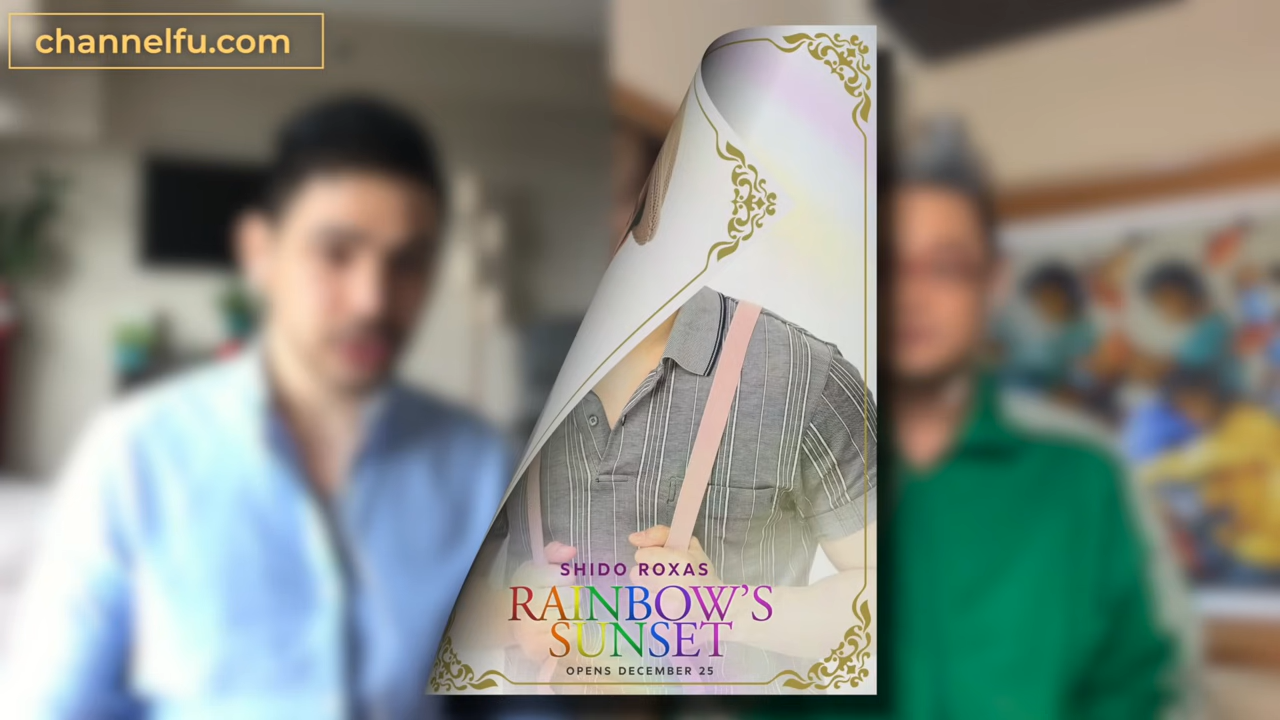 channelfu.com
SHIDO ROXAS
RAINBOW'S
SUNSET
OPENS DECEMBER 25